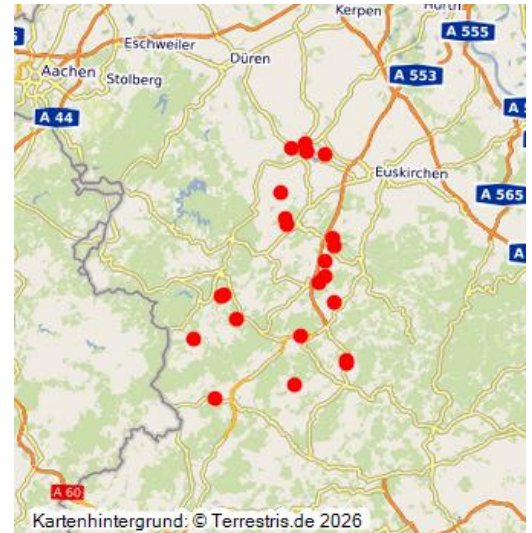 Kerpen
A 555
Eschweiler
Düren
Aachen
Stolberg
A 553
A 44
Euskirchen
A 565
A 60
Kartenhintergrund: © Terrestris.de 2026